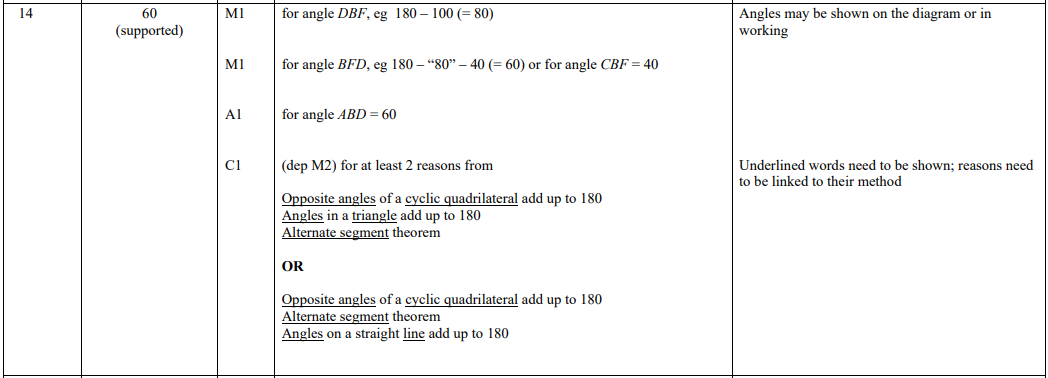 14
60
(supported)
M1
for angle DBF, eg 180 – 100 (= 80)
Angles may be shown on the diagram or in
working
M1
for angle BFD, eg 180 – “80” – 40 (= 60) or for angle CBF = 40
A1
for angle ABD = 60
C1
(dep M2) for at least 2 reasons from
Underlined words need to be shown; reasons need
to be linked to their method
Opposite angles of a cyclic quadrilateral add up to 180
Angles in a triangle add up to 180
Alternate segment theorem
OR
Opposite angles of a cyclic quadrilateral add up to 180
Alternate segment theorem
Angles on a straight line add up to 180